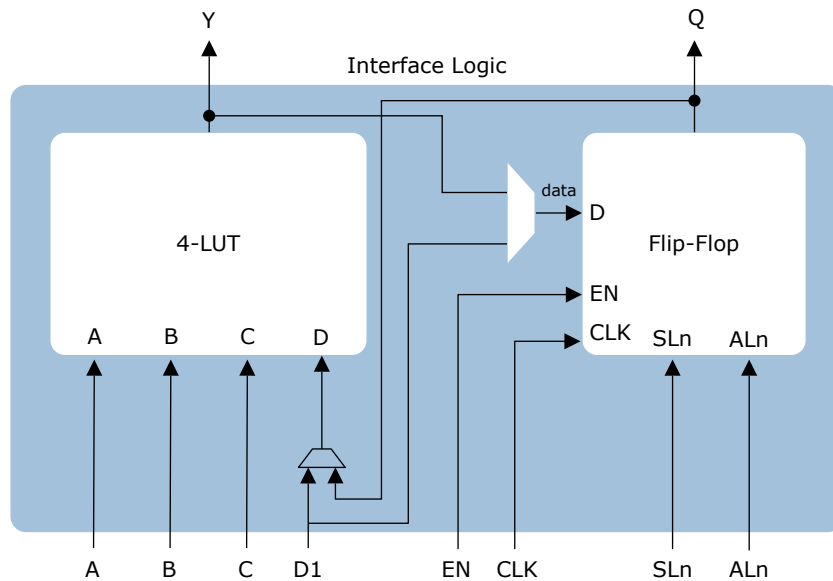 Y
Q
Interface Logic
data
D
4-LUT
Flip-Flop
EN
A B C D
CLK SLn ALn
A B C D1 EN CLK SLn ALn